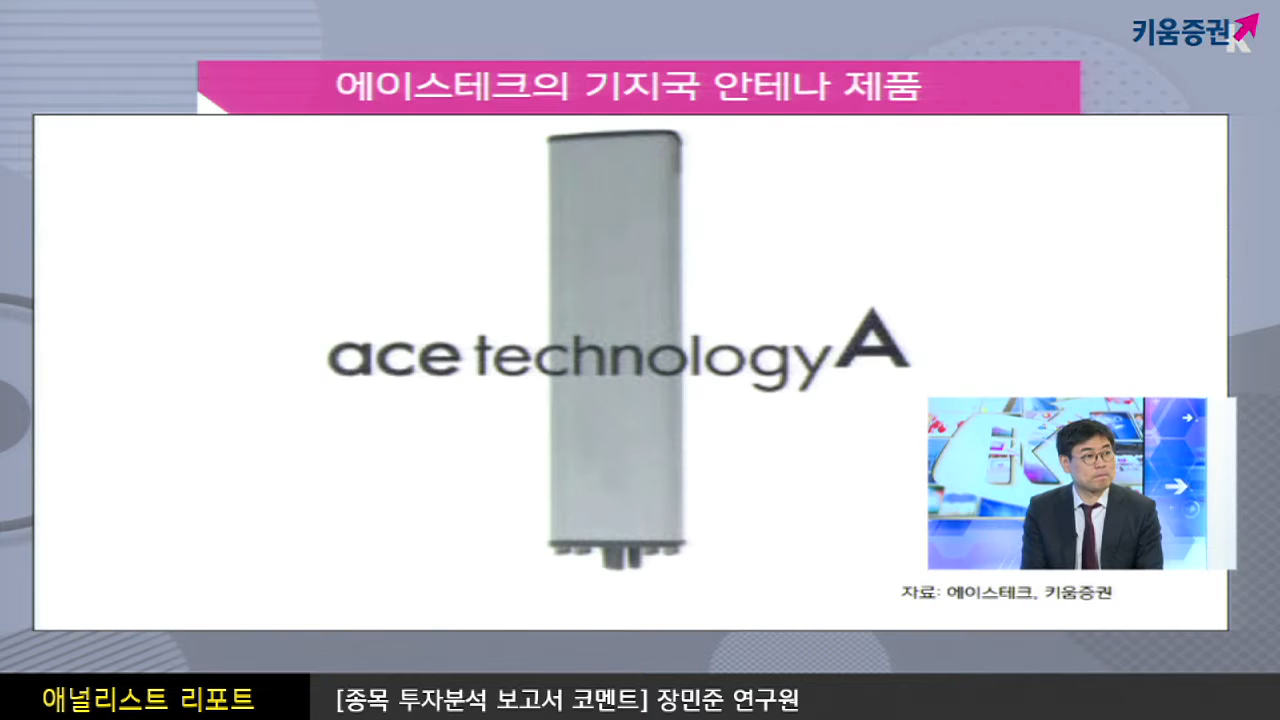 키움증권
에이스테크의 기지국 안테나 제품
ace technology A
자료: 에이스테크, 키움증권
애널리스트 리포트
[종목 투자분석 보고서 코멘트] 장민준 연구원